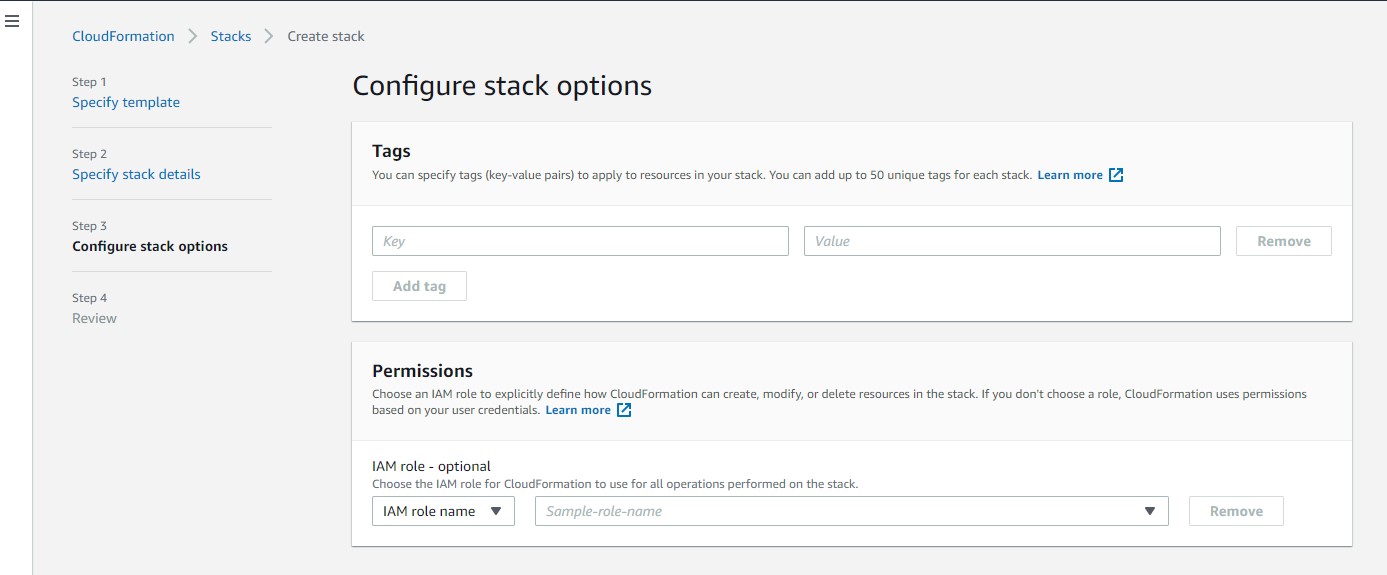 CloudFormation > Stacks > Create stack
Step 1
Specify template
Step 2
Specify stack details
Step 3
Configure stack options
Step 4
Review
Configure stack options
Tags
You can specify tags (key-value pairs) to apply to resources in your stack. You can add up to 50 unique tags for each stack. Learn more
Key
Value
Remove
Add tag
Permissions
Choose an IAM role to explicitly define how CloudFormation can create, modify, or delete resources in the stack. If you don't choose a role, CloudFormation uses permissions
based on your user credentials. Learn more
IAM role - optional
Choose the IAM role for CloudFormation to use for all operations performed on the stack.
IAM role name
Sample-role-name
Remove